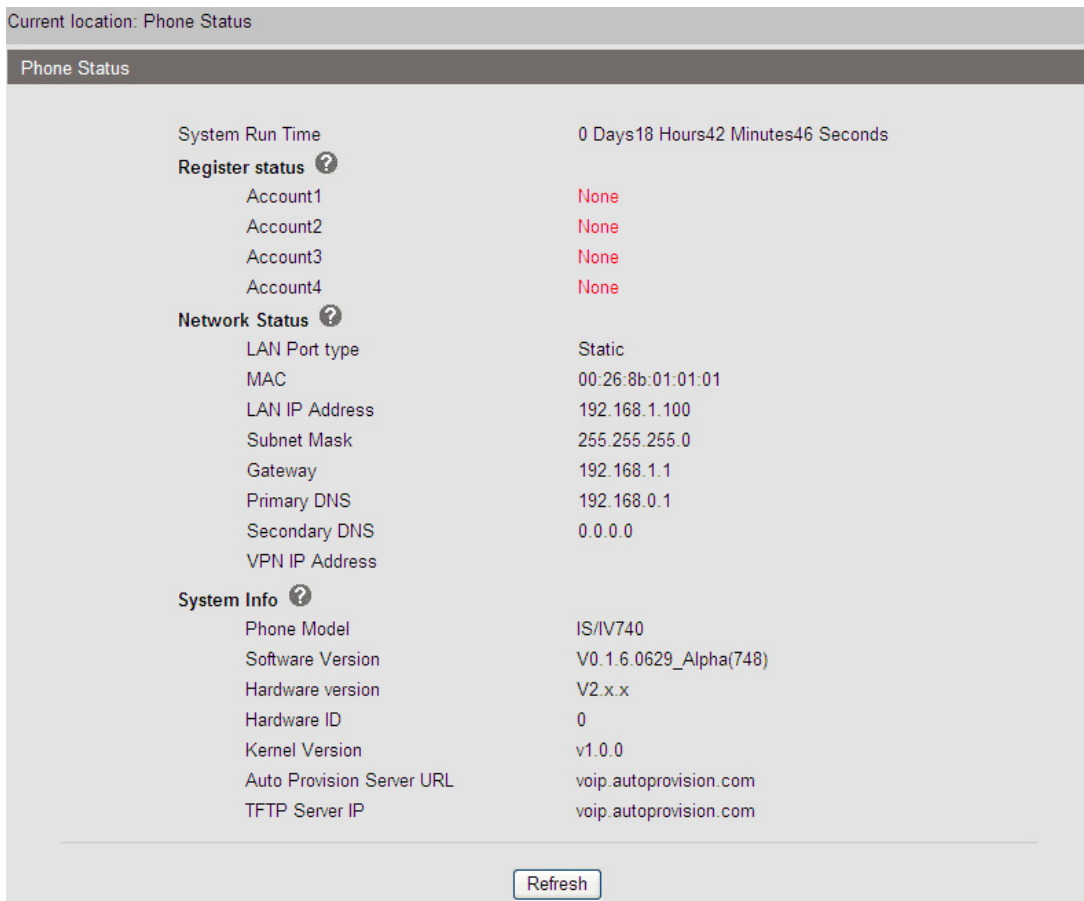 Current location: Phone Status
Phone Status
System Run Time 0 Days18 Hours42 Minutes46 Seconds
Register status ?
Account1 None
Account2 None
Account3 None
Account4 None
Network Status ?
LAN Port type Static
MAC 00:26:8b:01:01:01
LAN IP Address 192.168.1.100
Subnet Mask 255.255.255.0
Gateway 192.168.1.1
Primary DNS 192.168.0.1
Secondary DNS 0.0.0.0
VPN IP Address
System Info ?
Phone Model IS/IV740
Software Version V0.1.6.0629_Alpha(748)
Hardware version V2.x.x
Hardware ID 0
Kernel Version v1.0.0
Auto Provision Server URL voip.autoprovision.com
TFTP Server IP voip.autoprovision.com
Refresh